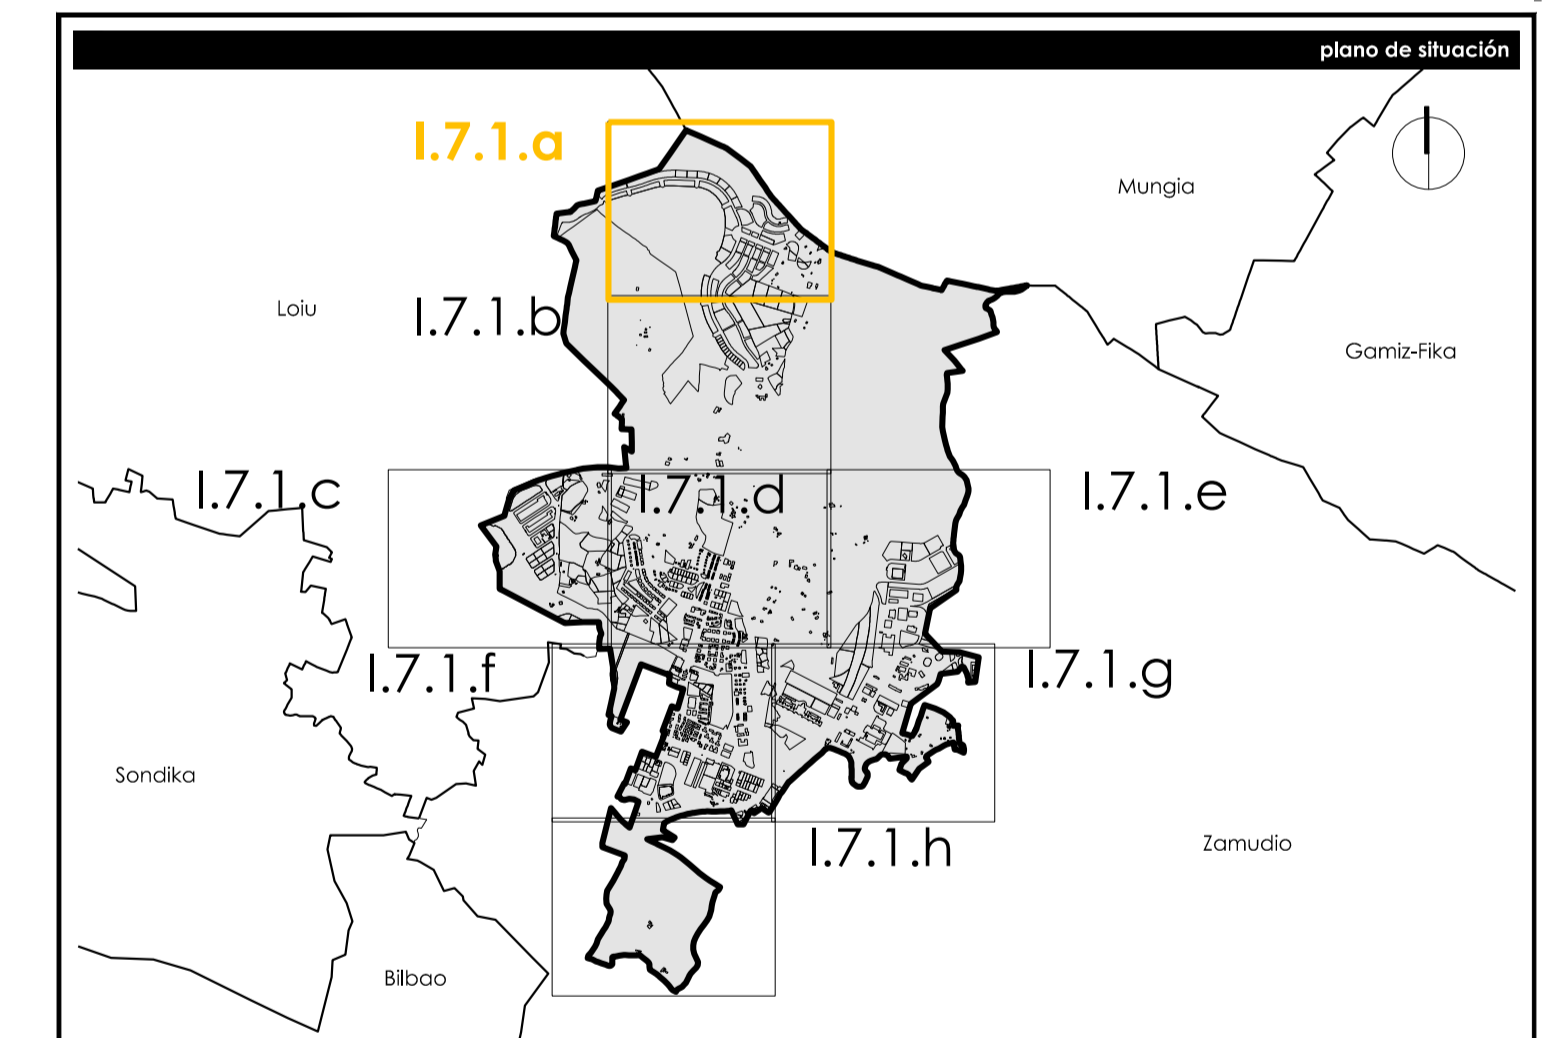 plano de situación
I.7.1.a
Mungia
Loiu
I.7.1.b
Gamiz-Fika
I.7.1.c
I.7.1.d
I.7.1.e
I.7.1.f
I.7.1.g
Sondika
I.7.1.h
Zamudio
Bilbao